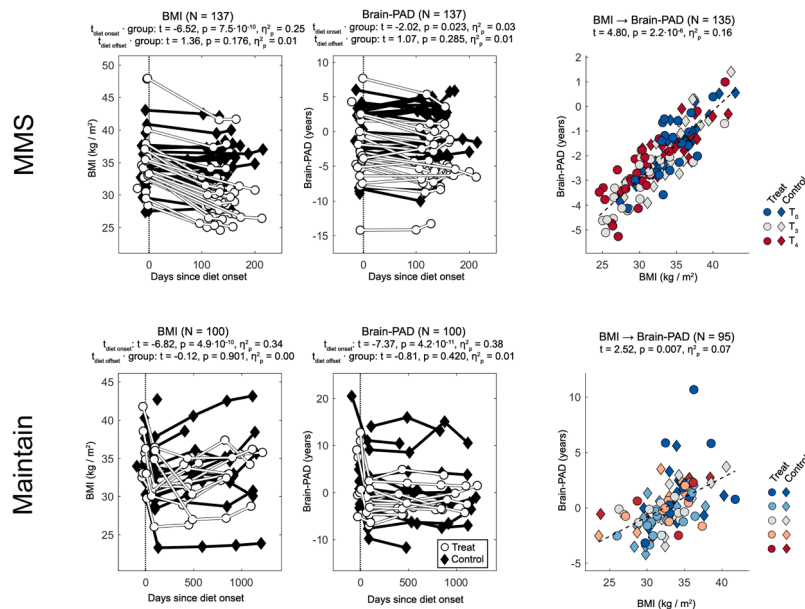 MMS
BMI (N = 137)
t diet onset · group: t = -6.52, p = 7.5·10⁻¹⁰, η²p = 0.25
t diet offset · group: t = 1.36, p = 0.176, η²p = 0.01
50
45
40
35
30
25
BMI (kg / m²)
0 100 200
Days since diet onset
Brain-PAD (N = 137)
t diet onset · group: t = -2.02, p = 0.023, η²p = 0.03
t diet offset · group: t = 1.07, p = 0.285, η²p = 0.01
10
5
0
-5
-10
-15
Brain-PAD (years)
0 100 200
Days since diet onset
BMI → Brain-PAD (N = 135)
t = 4.80, p = 2.2·10⁻⁶, η²p = 0.16
2
1
0
-1
-2
-3
-4
-5
Brain-PAD (years)
25 30 35 40
BMI (kg / m²)
Treat Control
T₀
T₃
T₄
Maintain
BMI (N = 100)
t diet onset: t = -6.82, p = 4.9·10⁻¹⁰, η²p = 0.34
t diet offset · group: t = -0.12, p = 0.901, η²p = 0.00
45
40
35
30
25
BMI (kg / m²)
0 500 1000
Days since diet onset
Brain-PAD (N = 100)
t diet onset: t = -7.37, p = 4.2·10⁻¹¹, η²p = 0.38
t diet offset · group: t = -0.81, p = 0.420, η²p = 0.01
20
10
0
-10
Brain-PAD (years)
Treat
Control
0 500 1000
Days since diet onset
BMI → Brain-PAD (N = 95)
t = 2.52, p = 0.007, η²p = 0.07
10
5
0
-5
Brain-PAD (years)
25 30 35 40
BMI (kg / m²)
Treat Control